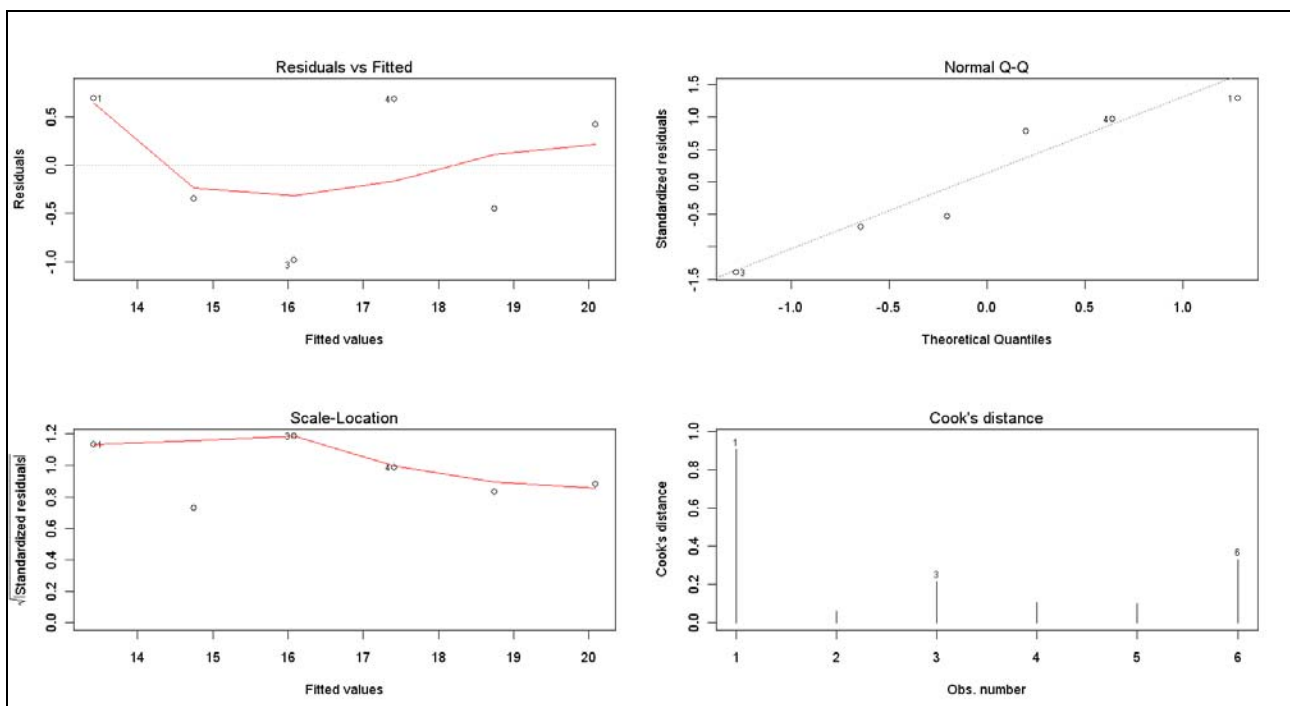 Residuals vs Fitted
Residuals
0.5
0.0
-0.5
-1.0
1
4
3
14 15 16 17 18 19 20
Fitted values
Normal Q-Q
Standardized residuals
1.5
1.0
0.5
0.0
-0.5
-1.5
1
4
3
-1.0 -0.5 0.0 0.5 1.0
Theoretical Quantiles
Scale-Location
√|Standardized residuals|
1.2
1.0
0.8
0.6
0.4
0.2
0.0
1
3
4
14 15 16 17 18 19 20
Fitted values
Cook's distance
Cook's distance
1.0
0.8
0.6
0.4
0.2
0.0
1
3
6
1 2 3 4 5 6
Obs. number